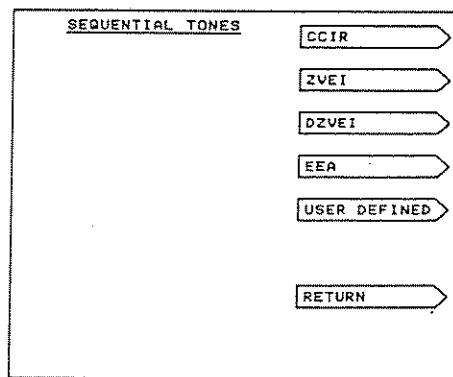 SEQUENTIAL TONES
CCIR
ZVEI
DZVEI
EEA
USER DEFINED
RETURN